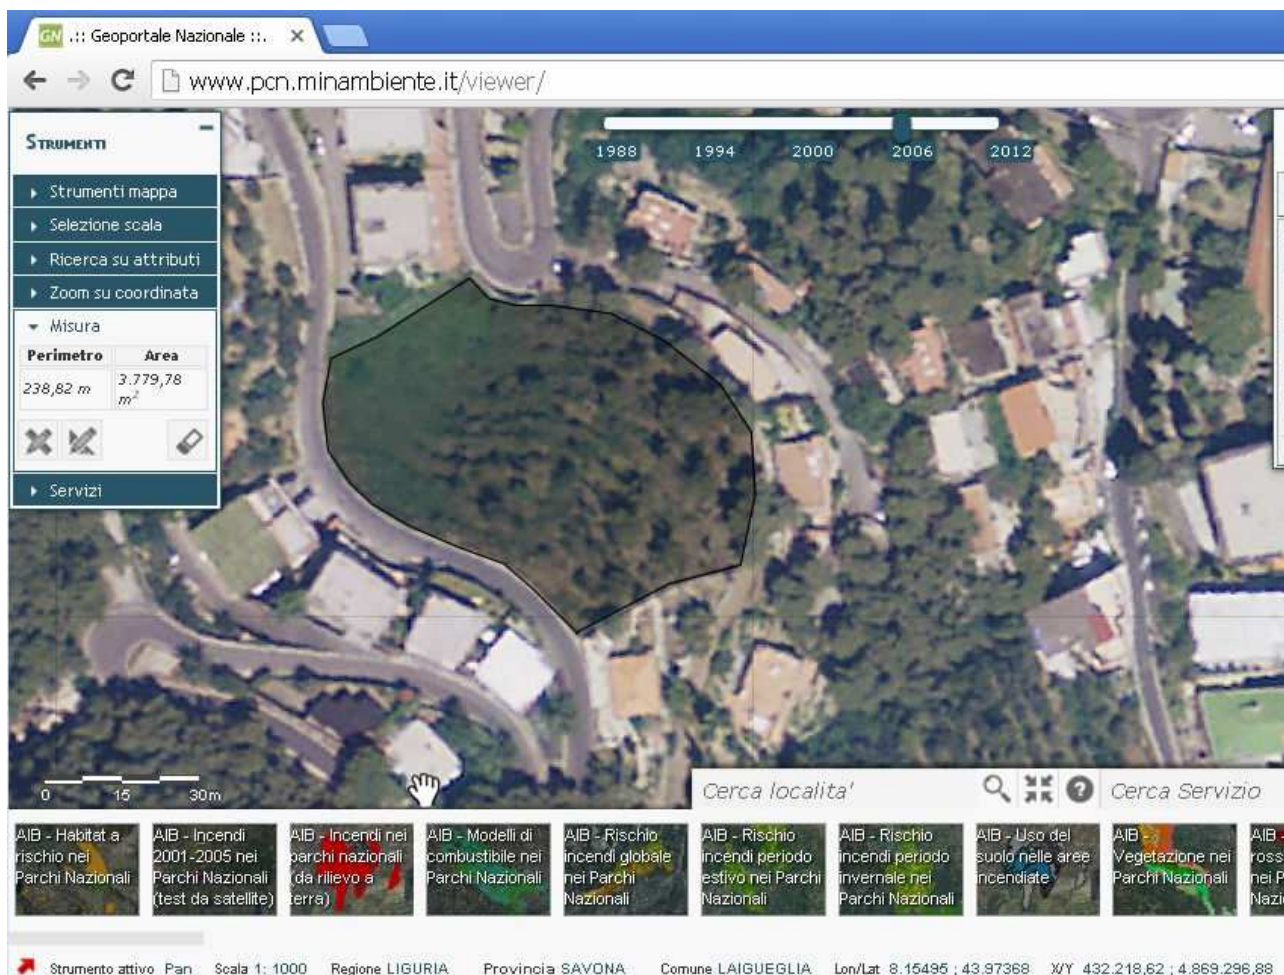 GN .:: Geoportale Nazionale ::. ×
www.pcn.minambiente.it/viewer/
STRUMENTI
Strumenti mappa
Selezione scala
Ricerca su attributi
Zoom su coordinata
Misura
Perimetro Area
238,82 m 3.779,78 m²
Servizi
1988 1994 2000 2006 2012
0 15 30m
Cerca localita' ? Cerca Servizio
AIB - Habitat a
rischio nei
Parchi Nazionali
AIB - Incendi
2001-2005 nei
Parchi Nazionali
(test da satellite)
AIB - Incendi nei
parchi nazionali
(da rilievo a
terra)
AIB - Modelli di
combustibile nei
Parchi Nazionali
AIB - Rischio
incendi globale
nei Parchi
Nazionali
AIB - Rischio
incendi periodo
estivo nei Parchi
Nazionali
AIB - Rischio
incendi periodo
invernale nei
Parchi Nazionali
AIB - Uso del
suolo nelle aree
incendiate
AIB -
Vegetazione nei
Parchi Nazionali
Strumento attivo Pan Scala 1: 1000 Regione LIGURIA Provincia SAVONA Comune LAIGUEGLIA Lon/Lat 8.15495 ; 43.97368 X/Y 432.218,62 ; 4.869.296,89